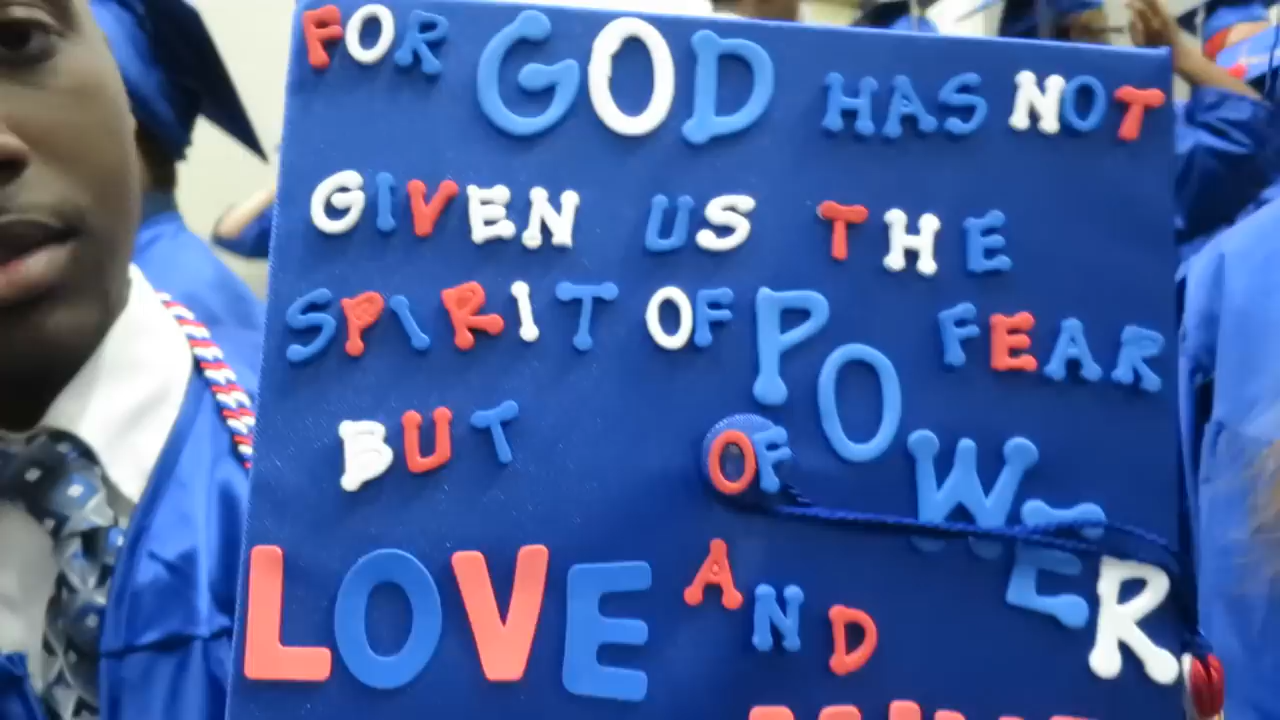 FOR GOD HAS NOT
GIVEN US THE
SPIRIT OF FEAR
BUT OF POWER
LOVE AND